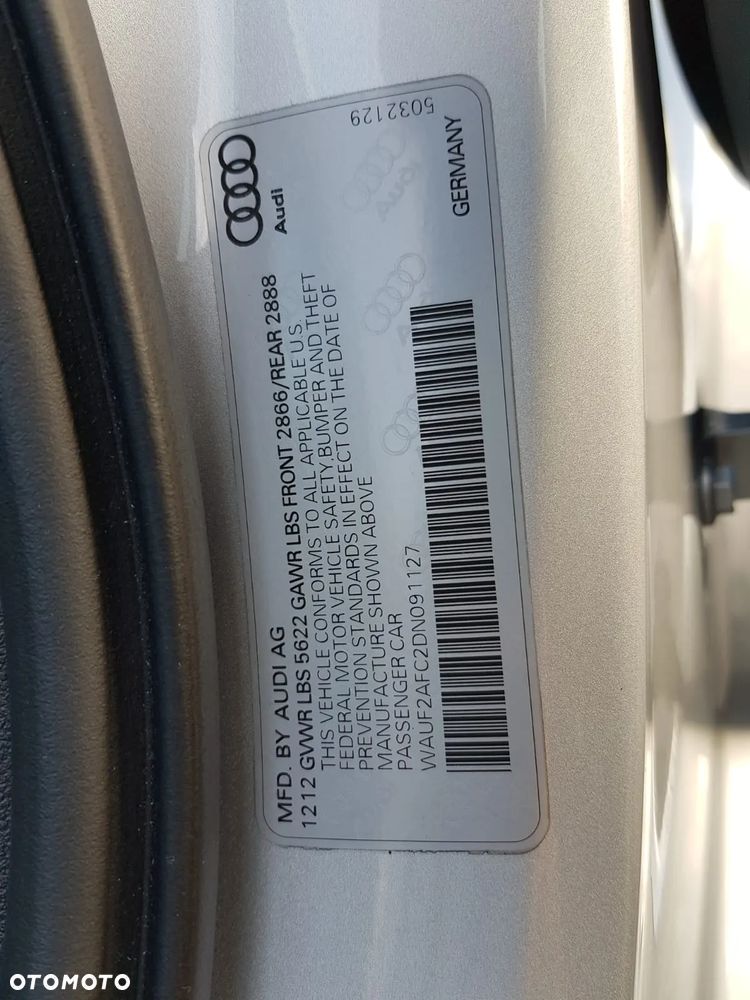 MFD. BY AUDI AG
1212 GVWR LBS 5622 GAWR LBS FRONT 2866/REAR 2888
THIS VEHICLE CONFORMS TO ALL APPLICABLE U.S.
FEDERAL MOTOR VEHICLE SAFETY,BUMPER AND THEFT
PREVENTION STANDARDS IN EFFECT ON THE DATE OF
MANUFACTURE SHOWN ABOVE
PASSENGER CAR
WAUF2AFC2DN091127
Audi
5032129
GERMANY
Audi
Audi
OTOMOTO